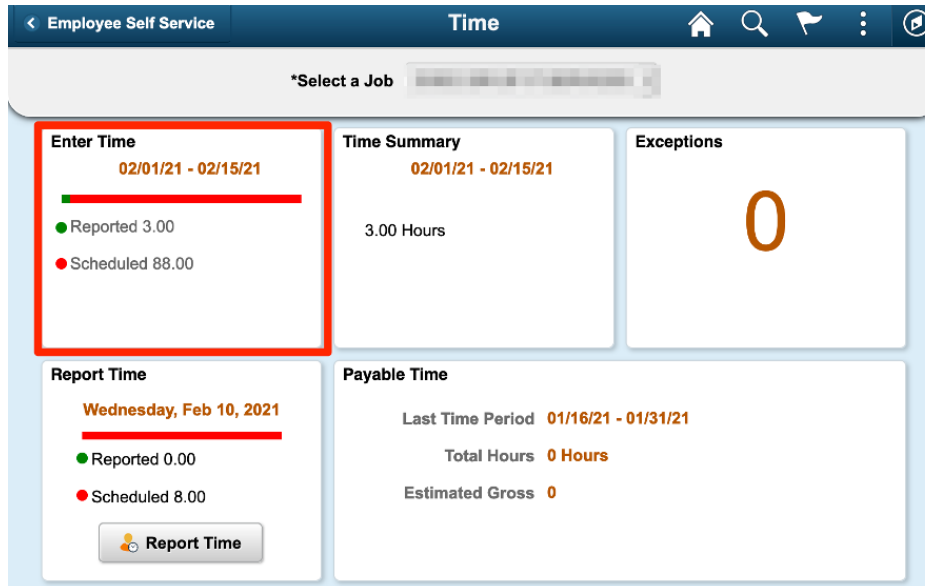 Employee Self Service
Time
*Select a Job
Enter Time
02/01/21 - 02/15/21
Reported 3.00
Scheduled 88.00
Time Summary
02/01/21 - 02/15/21
3.00 Hours
Exceptions
0
Report Time
Wednesday, Feb 10, 2021
Reported 0.00
Scheduled 8.00
Report Time
Payable Time
Last Time Period 01/16/21 - 01/31/21
Total Hours 0 Hours
Estimated Gross 0